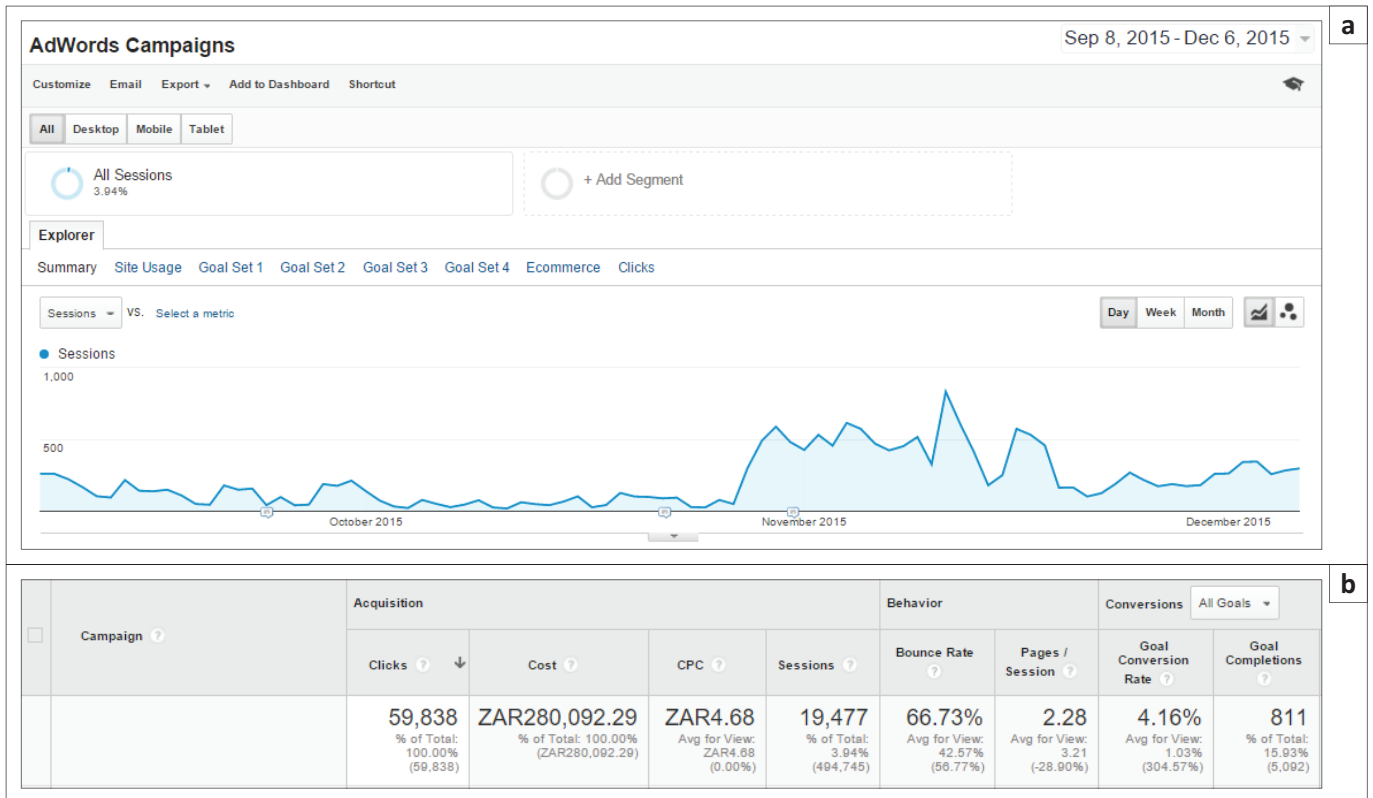 a
AdWords Campaigns
Sep 8, 2015 - Dec 6, 2015
Customize Email Export Add to Dashboard Shortcut
All Desktop Mobile Tablet
All Sessions
3.94%
+ Add Segment
Explorer
Summary Site Usage Goal Set 1 Goal Set 2 Goal Set 3 Goal Set 4 Ecommerce Clicks
Sessions VS. Select a metric
Day Week Month
Sessions
1,000
500
October 2015 November 2015 December 2015
b
Campaign ?
Acquisition Behavior Conversions All Goals
Clicks ? Cost ? CPC ? Sessions ? Bounce Rate ? Pages / Session ? Goal Conversion Rate ? Goal Completions ?
59,838 ZAR280,092.29 ZAR4.68 19,477 66.73% 2.28 4.16% 811
% of Total: % of Total: 100.00% Avg for View: % of Total: Avg for View: Avg for View: Avg for View: % of Total:
100.00% (ZAR280,092.29) ZAR4.68 3.94% 42.57% 3.21 1.03% 15.93%
(59,838) (0.00%) (494,745) (56.77%) (-28.90%) (304.57%) (5,092)